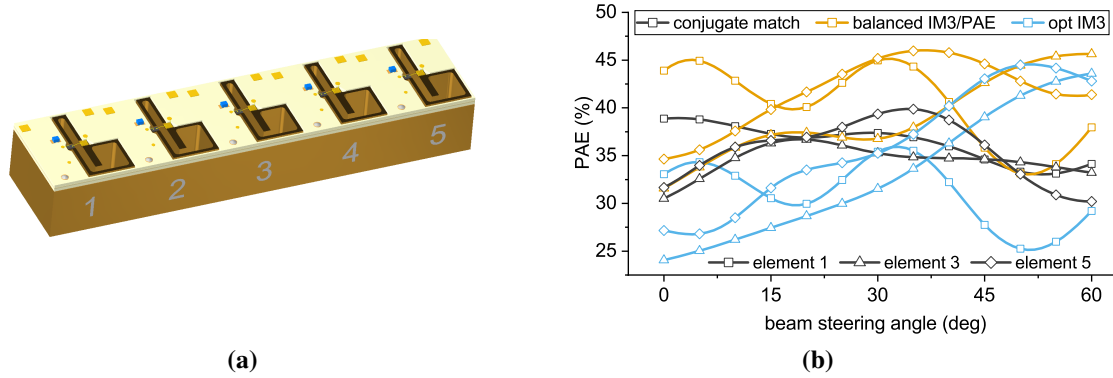 1
2
3
4
5
(a)
50
45
40
35
30
25
PAE (%)
conjugate match balanced IM3/PAE opt IM3
element 1 element 3 element 5
0 15 30 45 60
beam steering angle (deg)
(b)